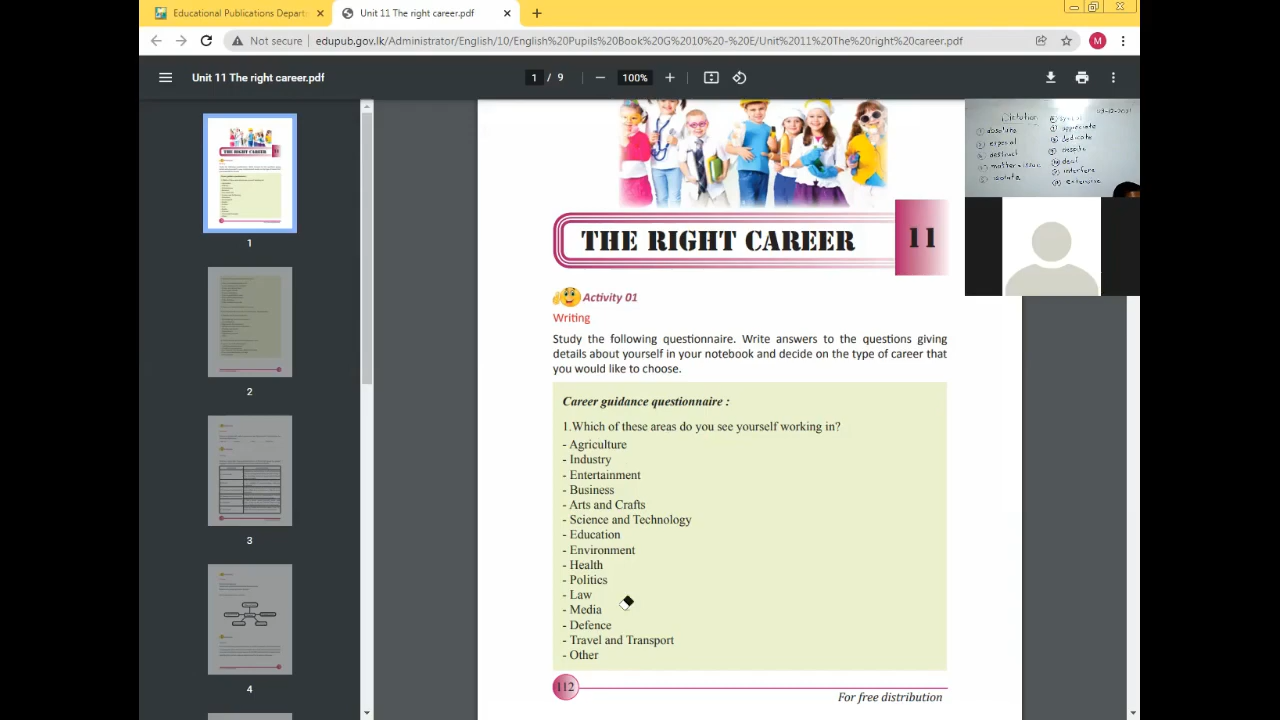 Educational Publications Depart
Unit 11 The right career.pdf
Not secure
edupub.gov.lk/Administrator/English/10/English%20Pupils%20Book%20G%2010%20-%20E/Unit%2011%20The%20right%20career.pdf
M
Unit 11 The right career.pdf
1 / 9
100%
1
2
3
4
THE RIGHT CAREER
11
Activity 01
Writing
Study the following questionnaire. Write answers to the questions giving
details about yourself in your notebook and decide on the type of career that
you would like to choose.
Career guidance questionnaire :
1.Which of these areas do you see yourself working in?
- Agriculture
- Industry
- Entertainment
- Business
- Arts and Crafts
- Science and Technology
- Education
- Environment
- Health
- Politics
- Law
- Media
- Defence
- Travel and Transport
- Other
112
For free distribution
Dictation
absolute
appreciate